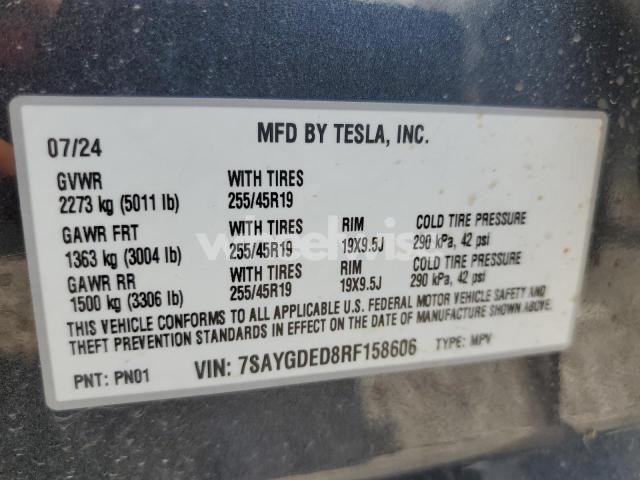 MFD BY TESLA, INC.
07/24
GVWR WITH TIRES
2273 kg (5011 lb) 255/45R19
GAWR FRT WITH TIRES RIM COLD TIRE PRESSURE
1363 kg (3004 lb) 255/45R19 19X9.5J 290 kPa, 42 psi
GAWR RR WITH TIRES RIM COLD TIRE PRESSURE
1500 kg (3306 lb) 255/45R19 19X9.5J 290 kPa, 42 psi
THIS VEHICLE CONFORMS TO ALL APPLICABLE U.S. FEDERAL MOTOR VEHICLE SAFETY AND
THEFT PREVENTION STANDARDS IN EFFECT ON THE DATE OF MANUFACTURE SHOWN ABOVE.
PNT: PN01 VIN: 7SAYGDED8RF158606 TYPE: MPV